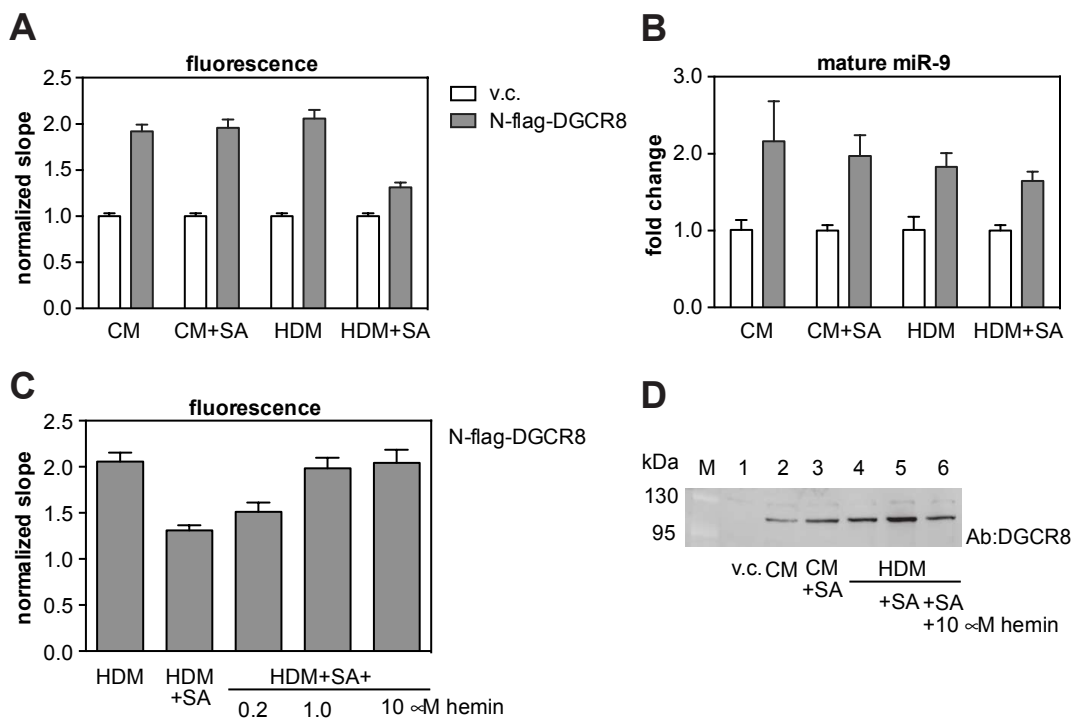 A
fluorescence
normalized slope
2.5
2.0
1.5
1.0
0.5
0.0
CM
CM+SA
HDM
HDM+SA
v.c.
N-flag-DGCR8
B
mature miR-9
fold change
3.0
2.0
1.0
0.0
CM
CM+SA
HDM
HDM+SA
C
fluorescence
normalized slope
2.5
2.0
1.5
1.0
0.5
0.0
HDM
HDM
+SA
HDM+SA+
0.2 1.0 10 ∝M hemin
N-flag-DGCR8
D
kDa M 1 2 3 4 5 6
130
95
Ab:DGCR8
v.c. CM CM
+SA
HDM
+SA +SA
+10 ∝M hemin